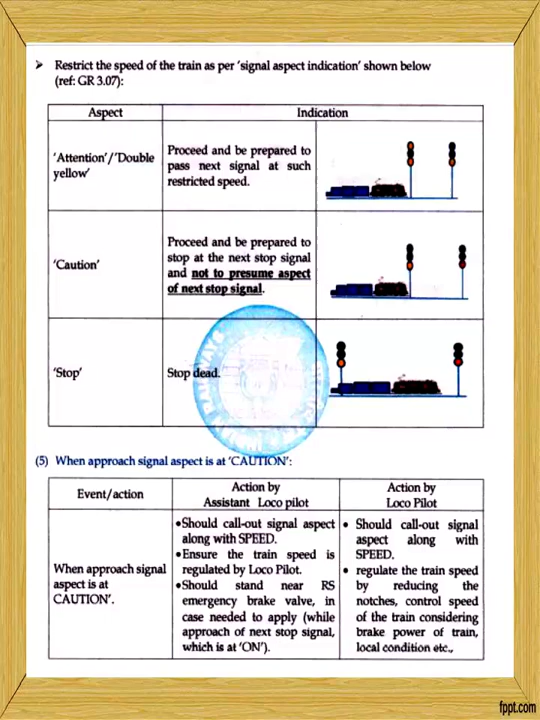 ➢ Restrict the speed of the train as per 'signal aspect indication' shown below
(ref: GR 3.07):
Aspect
Indication
'Attention'/'Double
yellow'
Proceed and be prepared to
pass next signal at such
restricted speed.
'Caution'
Proceed and be prepared to
stop at the next stop signal
and not to presume aspect
of next stop signal.
'Stop'
Stop dead.
(5) When approach signal aspect is at 'CAUTION':
Event/action
Action by
Assistant Loco pilot
Action by
Loco Pilot
When approach signal
aspect is at
CAUTION'.
•Should call-out signal aspect
along with SPEED.
•Ensure the train speed is
regulated by Loco Pilot.
•Should stand near RS
emergency brake valve, in
case needed to apply (while
approach of next stop signal,
which is at 'ON').
• Should call-out signal
aspect along with
SPEED.
• regulate the train speed
by reducing the
notches, control speed
of the train considering
brake power of train,
local condition etc.,
fppt.com